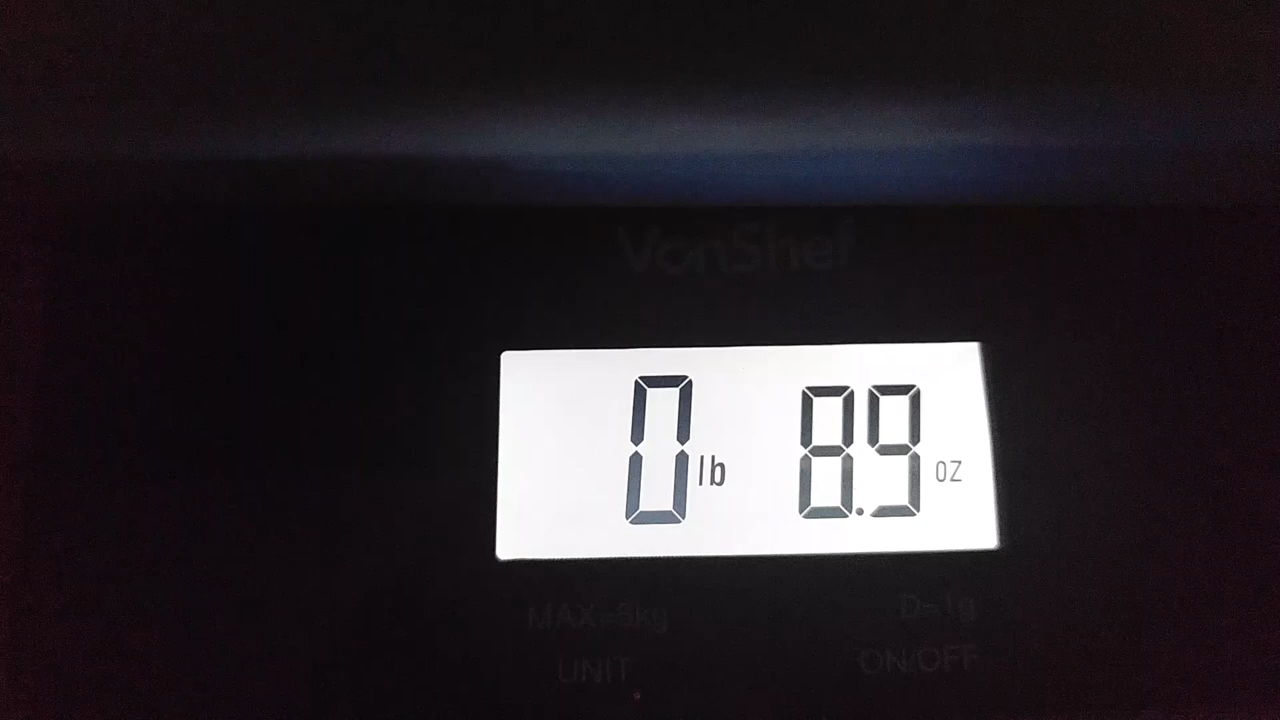 VonShef
0 lb 8.9 oz
MAX=5kg D=1g
UNIT ON/OFF